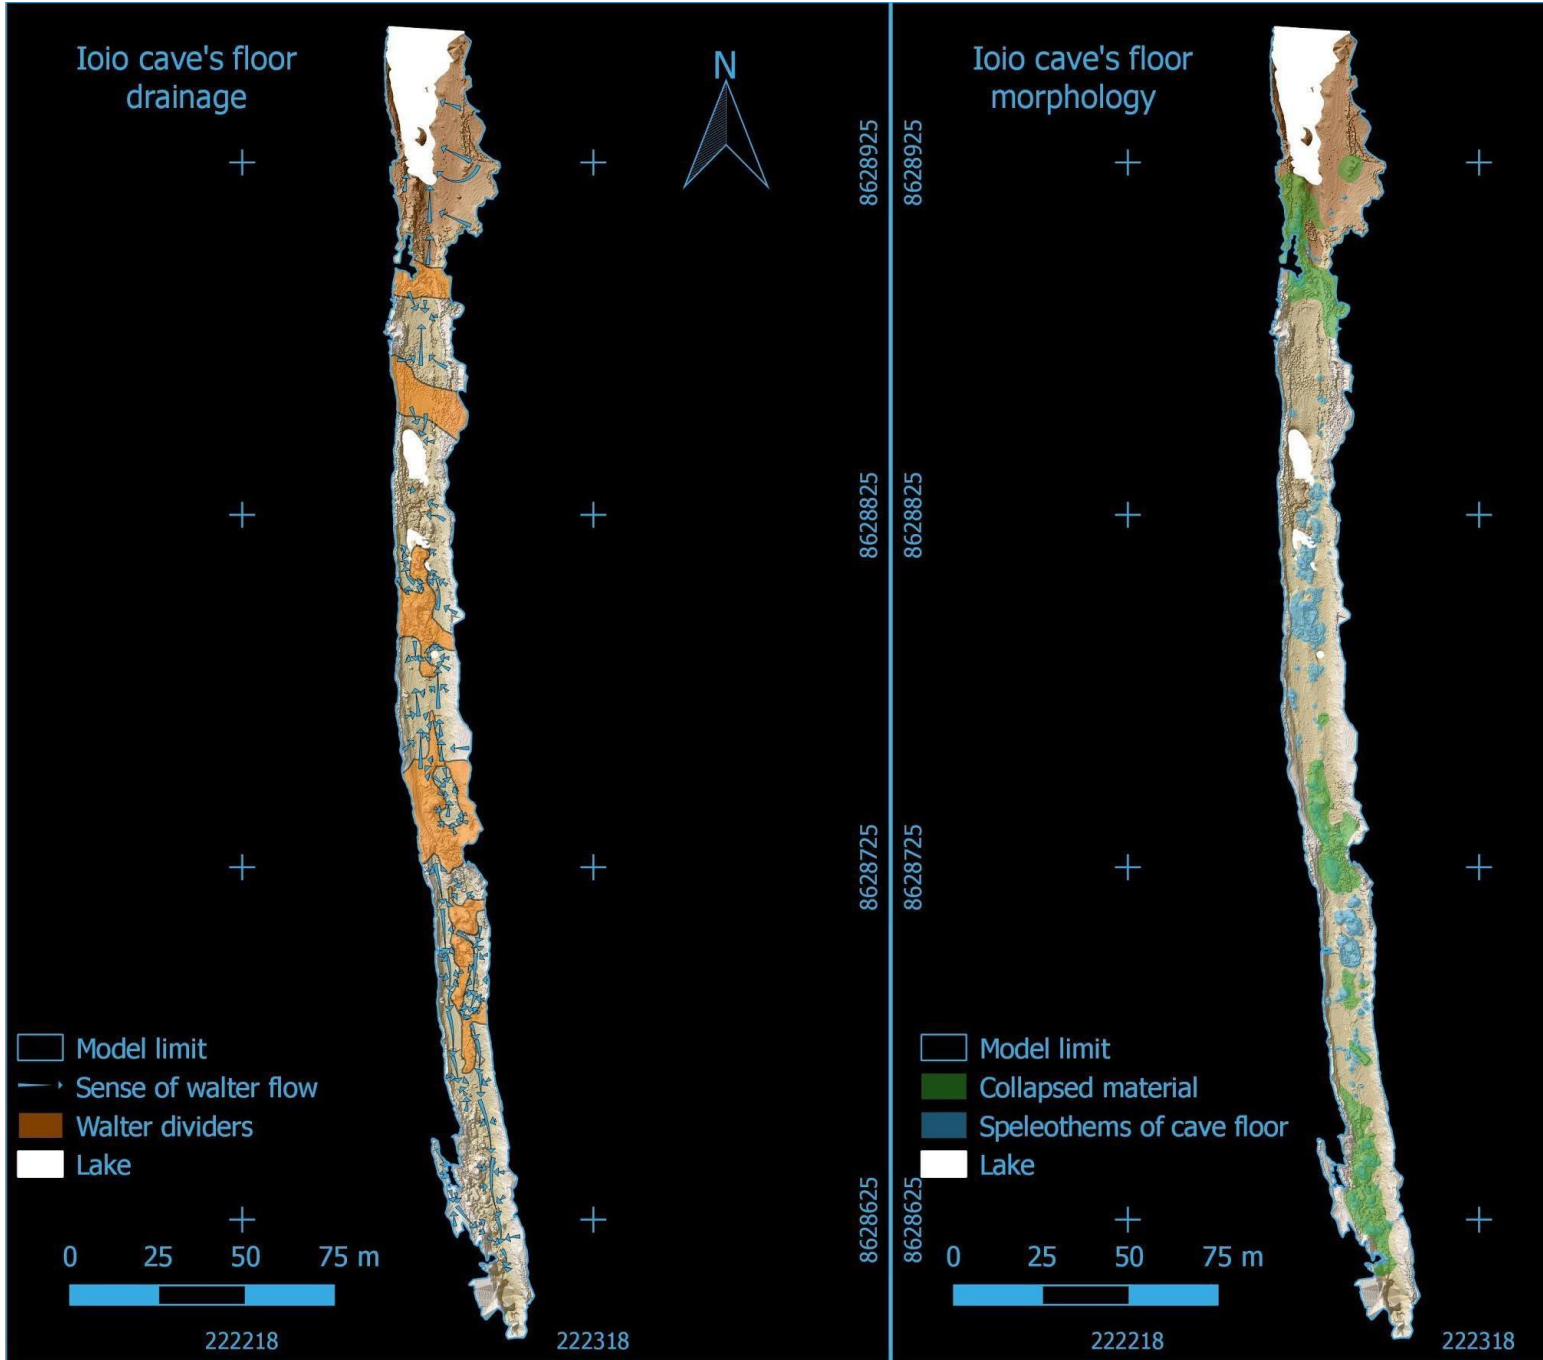 Ioio cave's floor
drainage
N
8628925
8628825
8628725
8628625
Model limit
Sense of walter flow
Walter dividers
Lake
0 25 50 75 m
222218 222318
Ioio cave's floor
morphology
8628925
8628825
8628725
8628625
Model limit
Collapsed material
Speleothems of cave floor
Lake
0 25 50 75 m
222218 222318